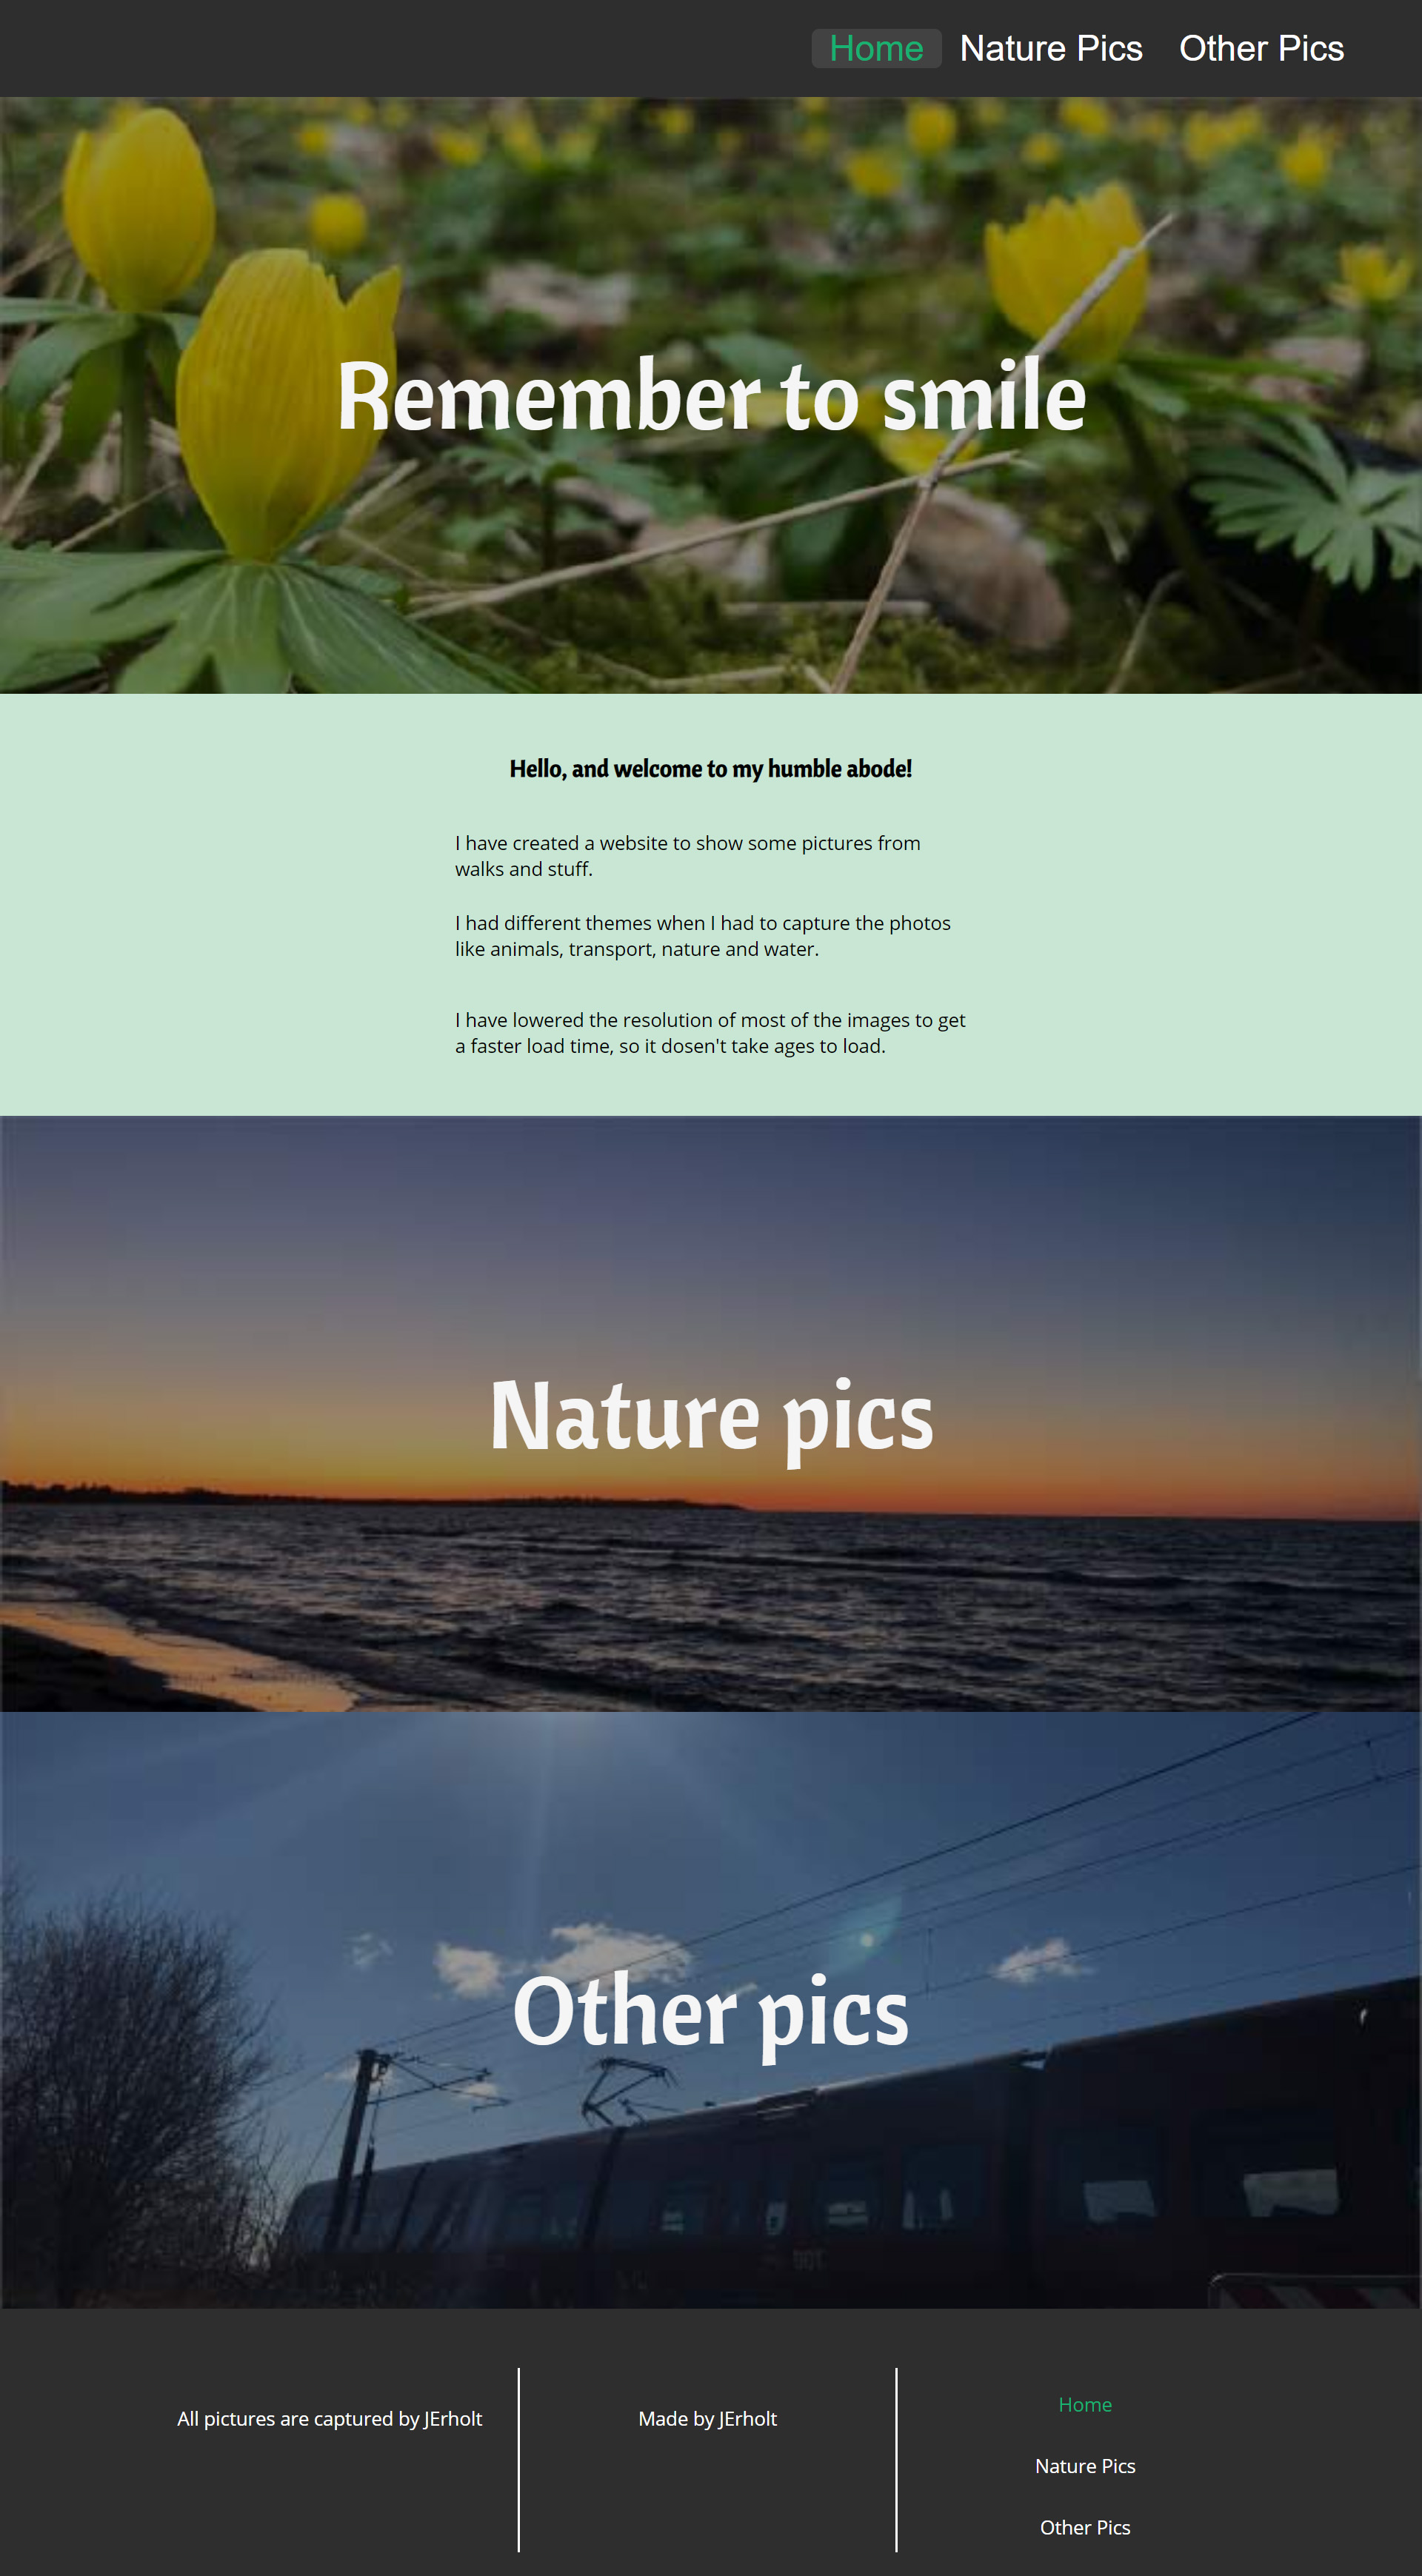 Home Nature Pics Other Pics
Remember to smile
Hello, and welcome to my humble abode!
I have created a website to show some pictures from
walks and stuff.
I had different themes when I had to capture the photos
like animals, transport, nature and water.
I have lowered the resolution of most of the images to get
a faster load time, so it dosen't take ages to load.
Nature pics
Other pics
All pictures are captured by JErholt
Made by JErholt
Home
Nature Pics
Other Pics